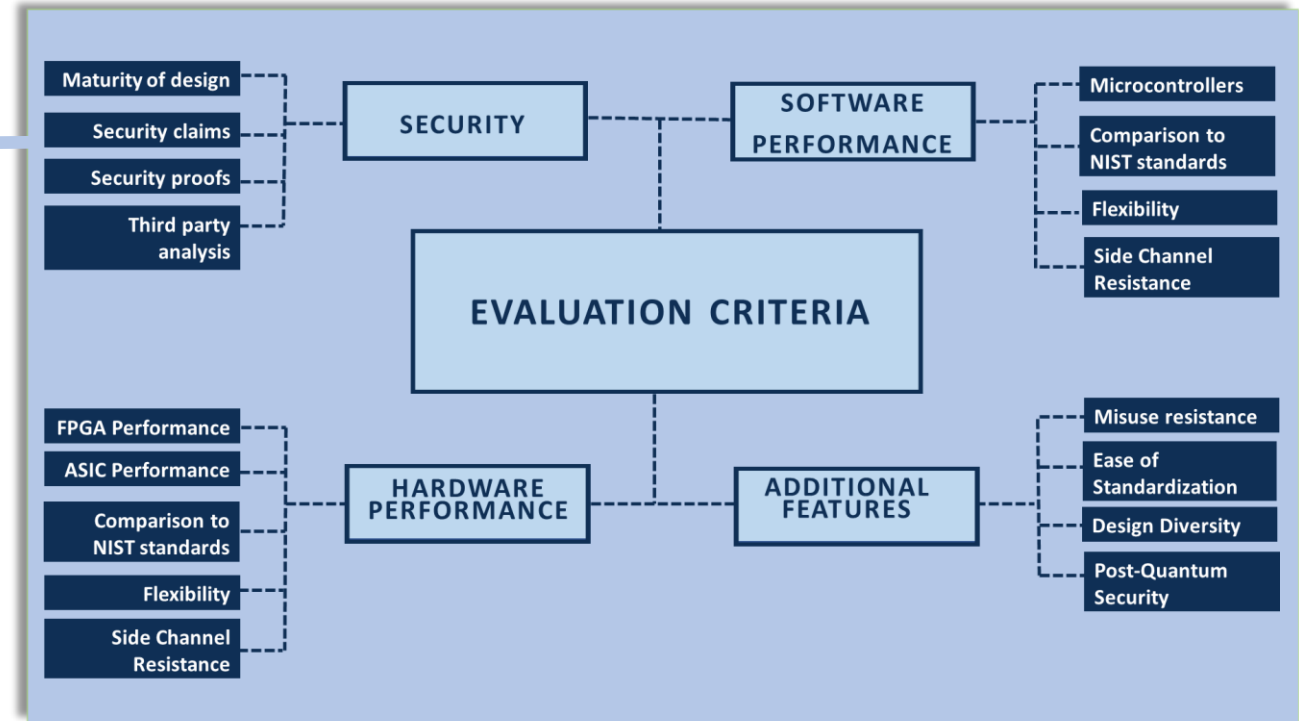 Maturity of design
Security claims
Security proofs
Third party
analysis
SECURITY
SOFTWARE
PERFORMANCE
Microcontrollers
Comparison to
NIST standards
Flexibility
Side Channel
Resistance
EVALUATION CRITERIA
FPGA Performance
ASIC Performance
Comparison to
NIST standards
Flexibility
Side Channel
Resistance
HARDWARE
PERFORMANCE
ADDITIONAL
FEATURES
Misuse resistance
Ease of
Standardization
Design Diversity
Post-Quantum
Security